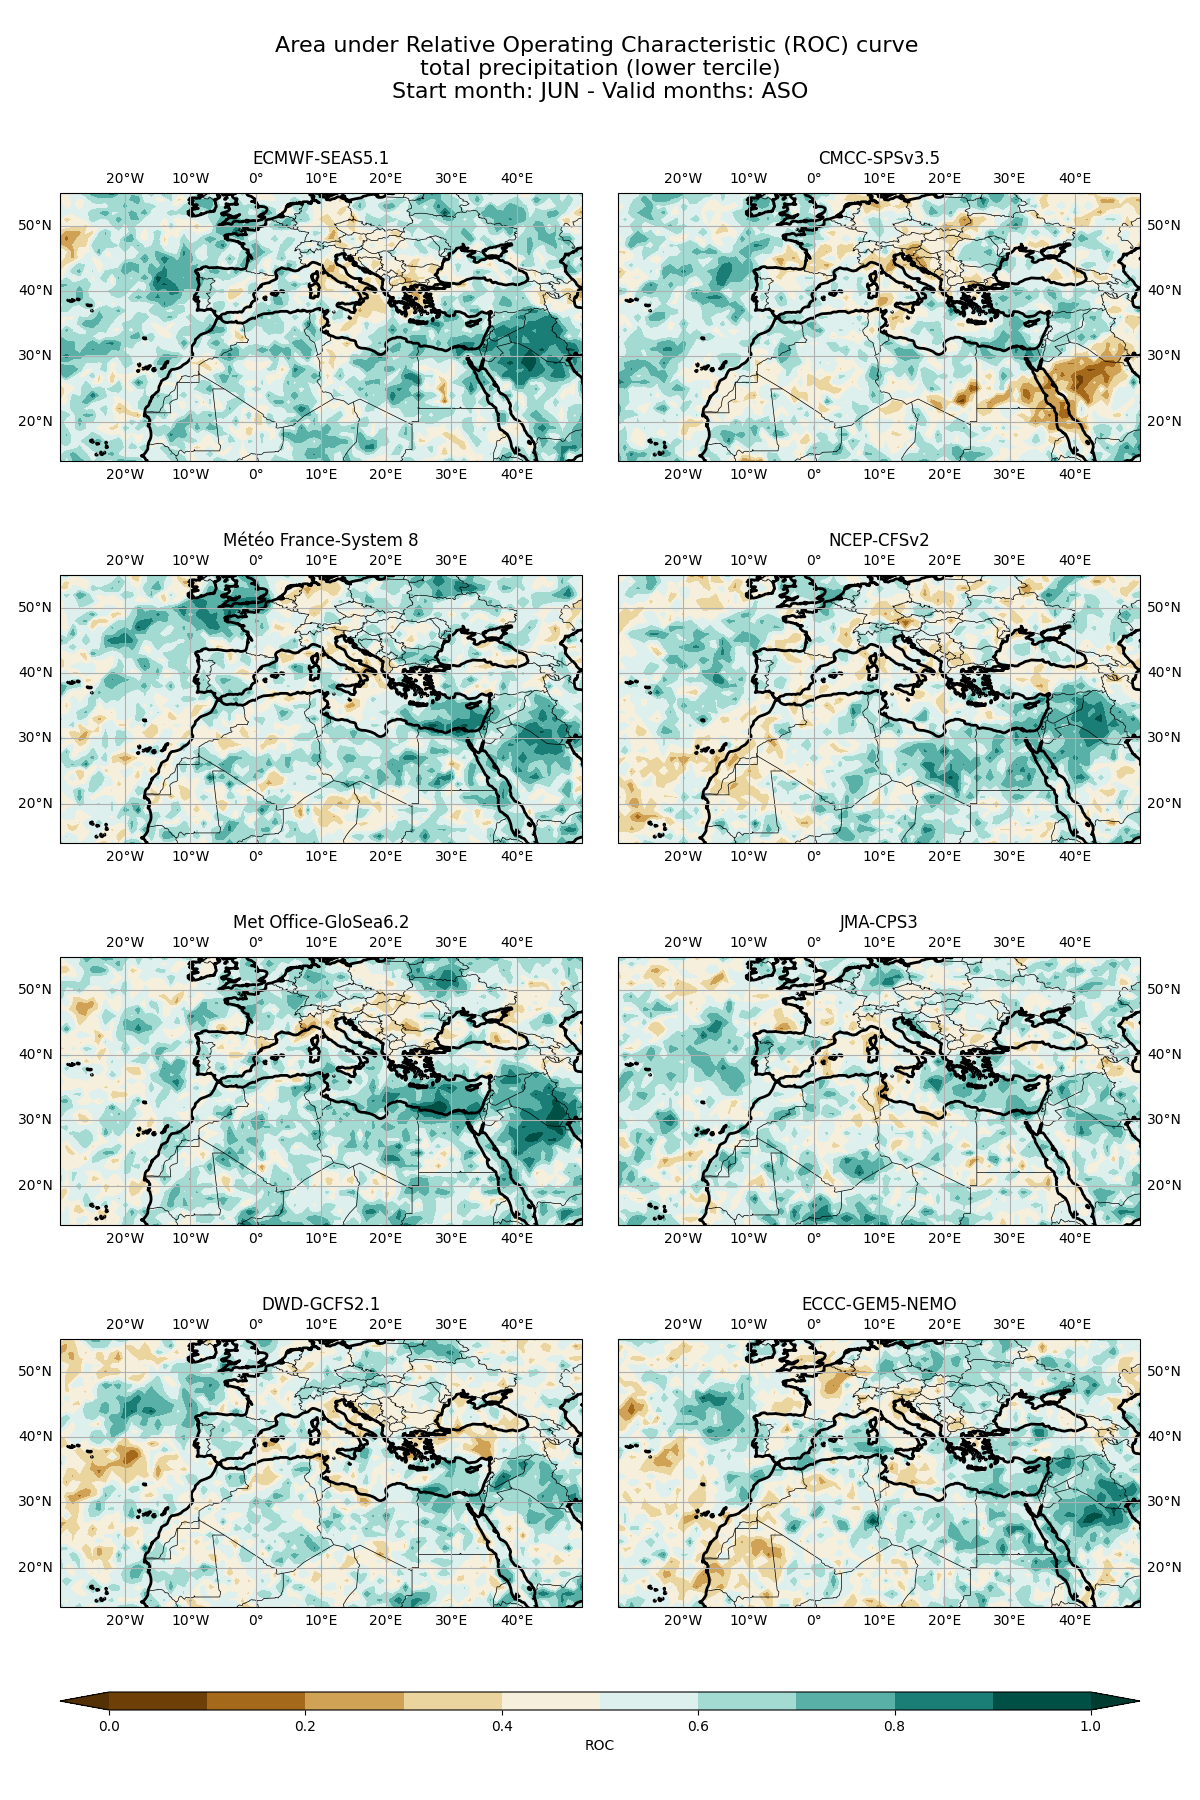 Area under Relative Operating Characteristic (ROC) curve
total precipitation (lower tercile)
Start month: JUN - Valid months: ASO
ECMWF-SEAS5.1
20°W 10°W 0° 10°E 20°E 30°E 40°E
50°N
40°N
30°N
20°N
20°W 10°W 0° 10°E 20°E 30°E 40°E
CMCC-SPSv3.5
20°W 10°W 0° 10°E 20°E 30°E 40°E
50°N
40°N
30°N
20°N
20°W 10°W 0° 10°E 20°E 30°E 40°E
Météo France-System 8
20°W 10°W 0° 10°E 20°E 30°E 40°E
50°N
40°N
30°N
20°N
20°W 10°W 0° 10°E 20°E 30°E 40°E
NCEP-CFSv2
20°W 10°W 0° 10°E 20°E 30°E 40°E
50°N
40°N
30°N
20°N
20°W 10°W 0° 10°E 20°E 30°E 40°E
Met Office-GloSea6.2
20°W 10°W 0° 10°E 20°E 30°E 40°E
50°N
40°N
30°N
20°N
20°W 10°W 0° 10°E 20°E 30°E 40°E
JMA-CPS3
20°W 10°W 0° 10°E 20°E 30°E 40°E
50°N
40°N
30°N
20°N
20°W 10°W 0° 10°E 20°E 30°E 40°E
DWD-GCFS2.1
20°W 10°W 0° 10°E 20°E 30°E 40°E
50°N
40°N
30°N
20°N
20°W 10°W 0° 10°E 20°E 30°E 40°E
ECCC-GEM5-NEMO
20°W 10°W 0° 10°E 20°E 30°E 40°E
50°N
40°N
30°N
20°N
20°W 10°W 0° 10°E 20°E 30°E 40°E
0.0 0.2 0.4 0.6 0.8 1.0
ROC